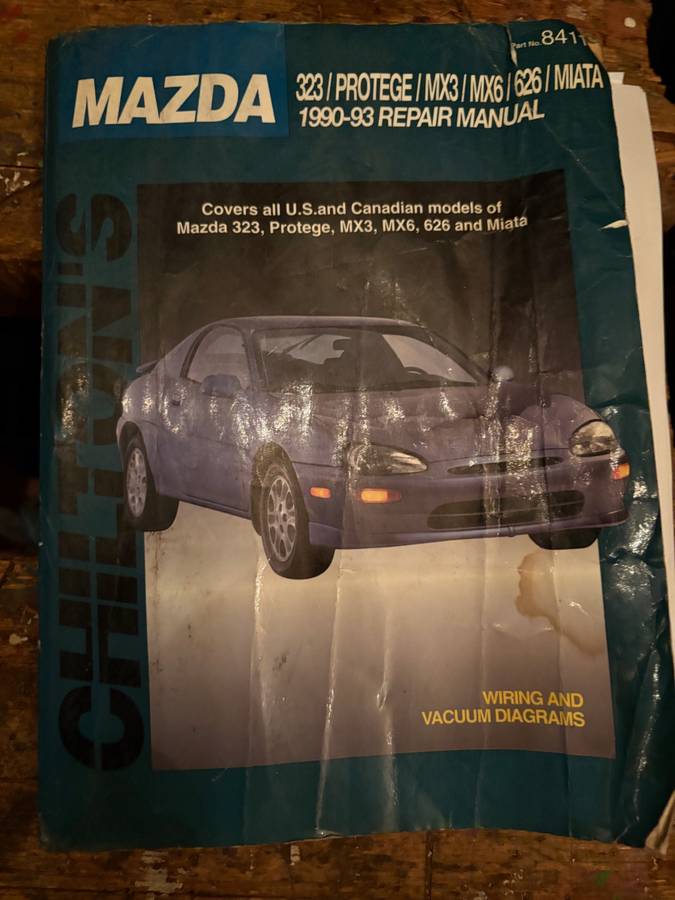 Part No. 8411
MAZDA
323 / PROTEGE / MX3 / MX6 / 626 / MIATA
1990-93 REPAIR MANUAL
CHILTON'S
Covers all U.S.and Canadian models of
Mazda 323, Protege, MX3, MX6, 626 and Miata
WIRING AND
VACUUM DIAGRAMS